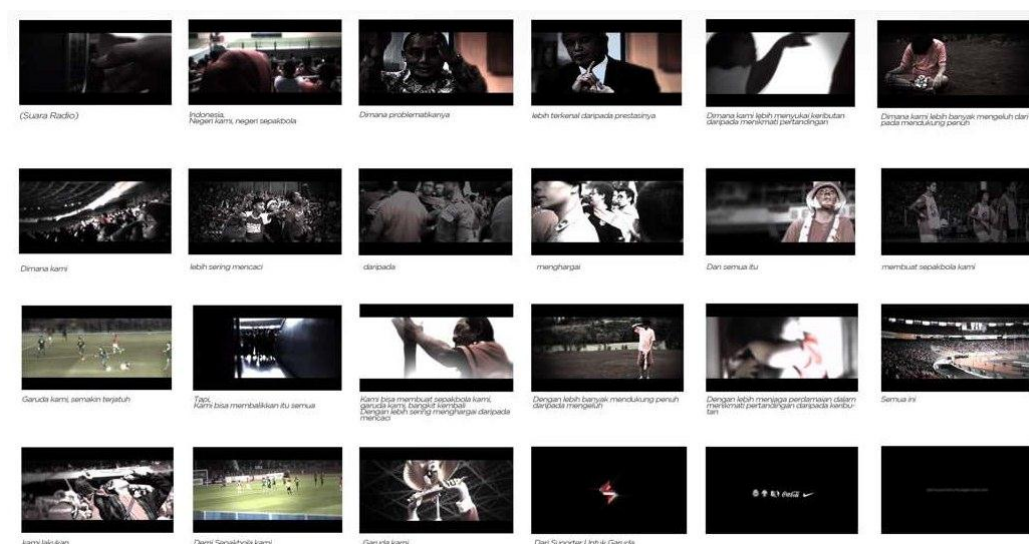 (Suara Radio)
Indonesia,
Negeri kami, negeri sepakbola
Dimana problematikanya
lebih terkenal daripada prestasinya
Dimana kami lebih menyukai keributan
daripada menikmati pertandingan
Dimana kami lebih banyak mengeluh dari
pada mendukung penuh
Dimana kami
lebih sering mencaci
daripada
menghargai
Dan semua itu
membuat sepakbola kami
Garuda kami, semakin terjatuh
Tapi,
Kami bisa membalikkan itu semua
Kami bisa membuat sepakbola kami,
garuda kami, bangkit kembali
Dengan lebih sering menghargai daripada
mencaci
Dengan lebih banyak mendukung penuh
daripada mengeluh
Dengan lebih menjaga perdamaian dalam
menikmati pertandingan daripada keribu-
tan
Semua ini
kami lakukan
Demi Sepakbola kami
Garuda kami
Dari Suporter Untuk Garuda
Coca-Cola